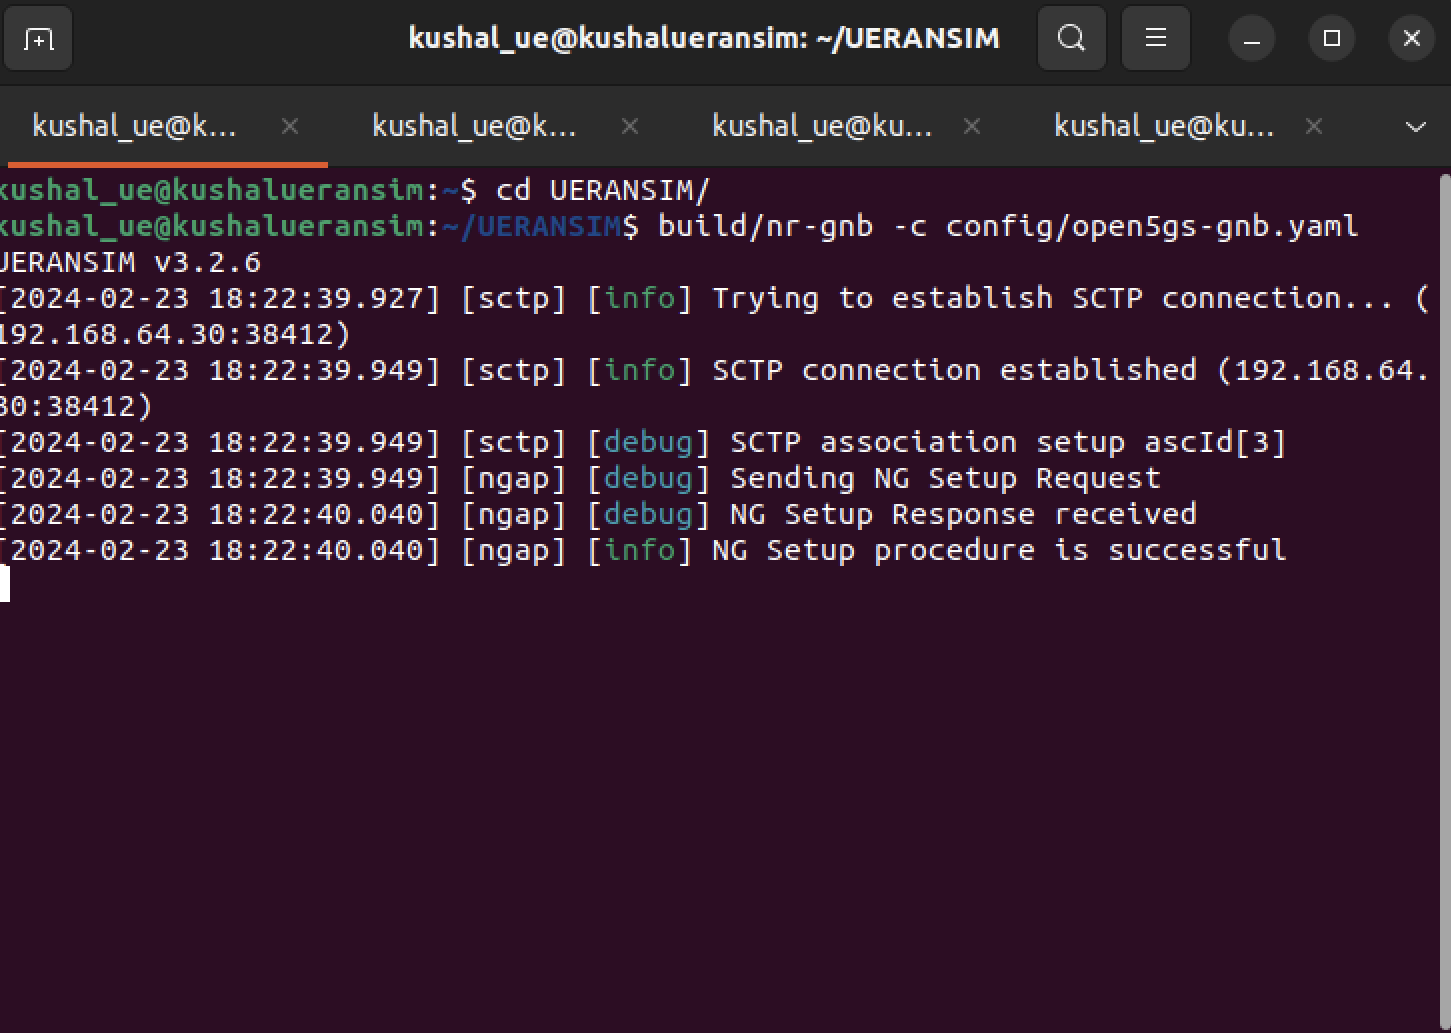 kushal_ue@kushalueransim: ~/UERANSIM
kushal_ue@k... kushal_ue@k... kushal_ue@ku... kushal_ue@ku...
kushal_ue@kushalueransim:~$ cd UERANSIM/
kushal_ue@kushalueransim:~/UERANSIM$ build/nr-gnb -c config/open5gs-gnb.yaml
UERANSIM v3.2.6
[2024-02-23 18:22:39.927] [sctp] [info] Trying to establish SCTP connection... (
192.168.64.30:38412)
[2024-02-23 18:22:39.949] [sctp] [info] SCTP connection established (192.168.64.
30:38412)
[2024-02-23 18:22:39.949] [sctp] [debug] SCTP association setup ascId[3]
[2024-02-23 18:22:39.949] [ngap] [debug] Sending NG Setup Request
[2024-02-23 18:22:40.040] [ngap] [debug] NG Setup Response received
[2024-02-23 18:22:40.040] [ngap] [info] NG Setup procedure is successful